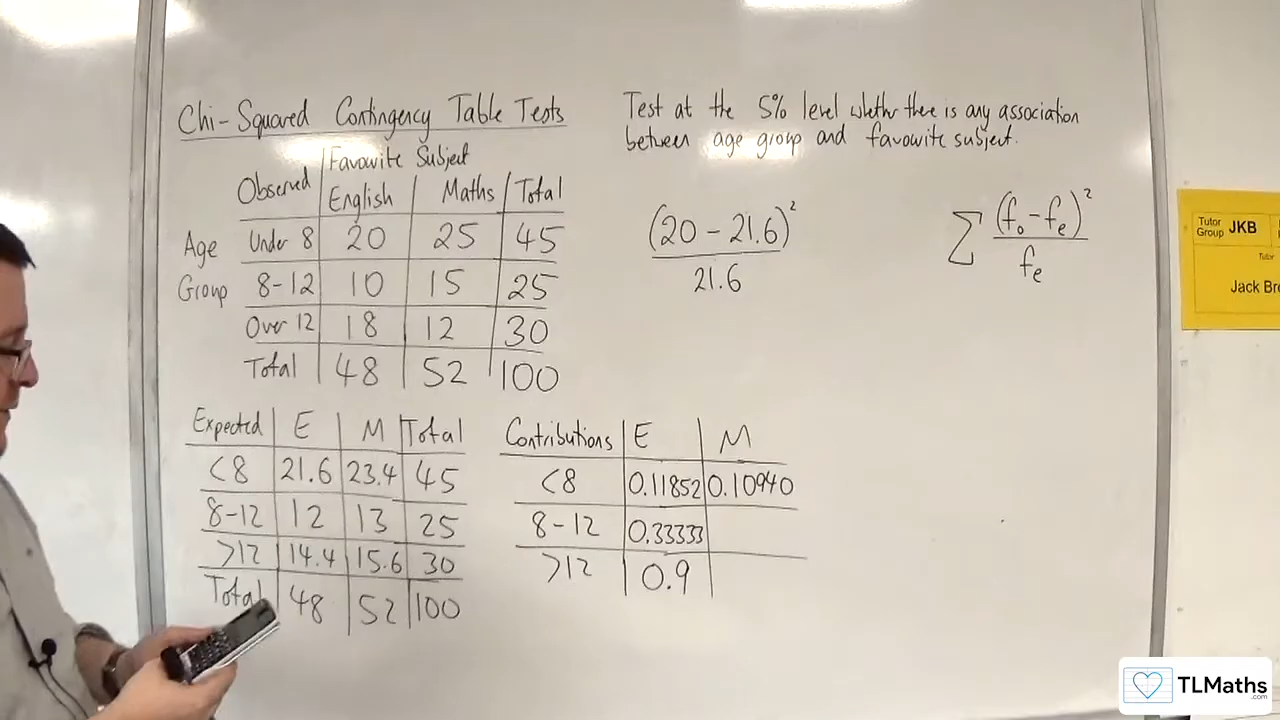 Chi-Squared Contingency Table Tests
Favourite Subject
Observed English Maths Total
Age Group
Under 8 20 25 45
8-12 10 15 25
Over 12 18 12 30
Total 48 52 100
Test at the 5% level whether there is any association
between age group and favourite subject.
(20 - 21.6)²
21.6
∑ (fₒ - fₑ)²
fₑ
Expected E M Total
<8 21.6 23.4 45
8-12 12 13 25
>12 14.4 15.6 30
Total 48 52 100
Contributions E M
<8 0.11852 0.10940
8-12 0.33333
>12 0.9
Tutor
Group JKB
Tutor
Jack Br
TLMaths
.com